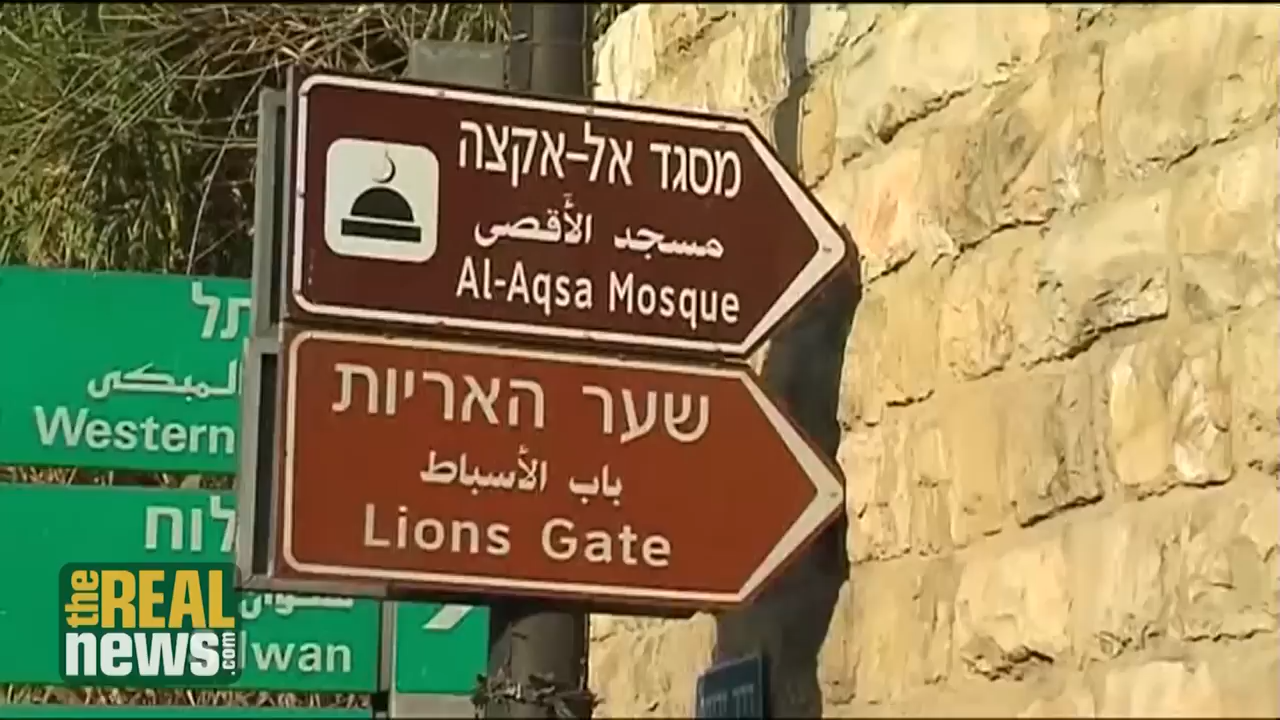 מסגד אל-אקצה
مسجد الأقصى
Al-Aqsa Mosque
שער האריות
باب الأسباط
Lions Gate
المبكى
Western
the REAL
news.com